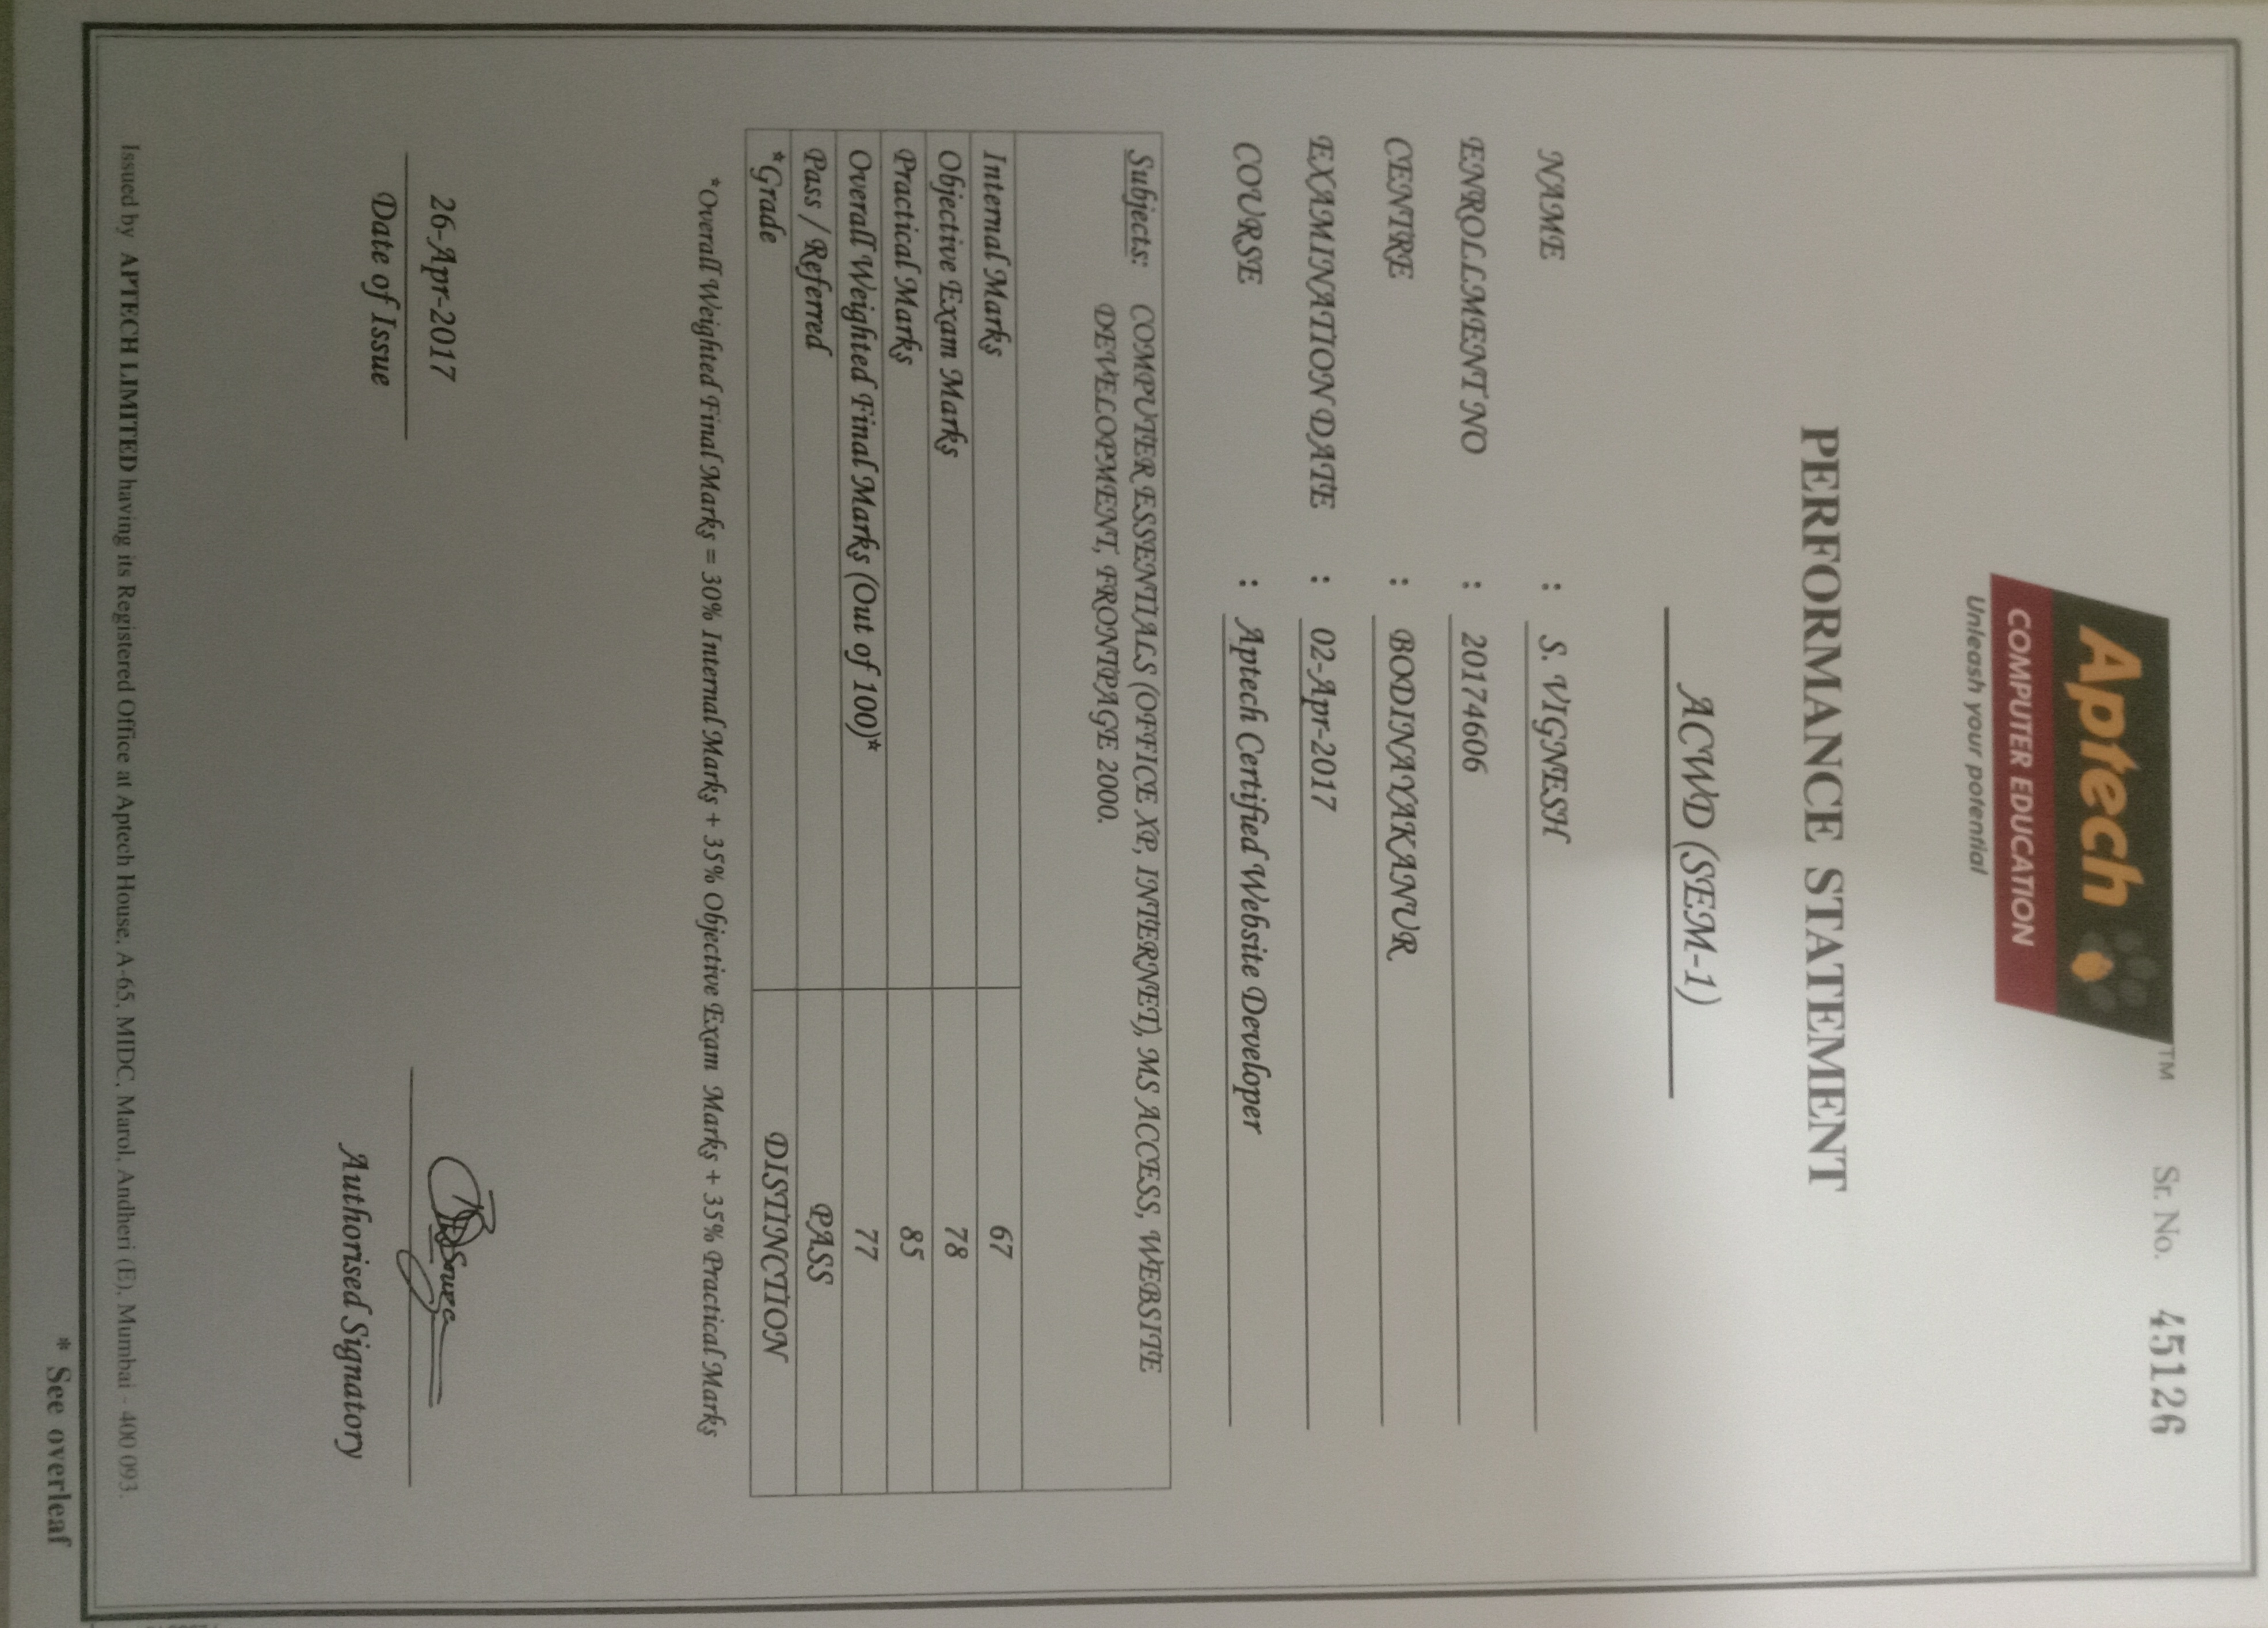 Aptech
TM
COMPUTER EDUCATION
Unleash your potential
Sr. No. 45126
PERFORMANCE STATEMENT
ACWD (SEM-1)
NAME : S. VIGNESH
ENROLLMENT NO : 20174606
CENTRE : BODINAYAKANUR
EXAMINATION DATE : 02-Apr-2017
COURSE : Aptech Certified Website Developer
Subjects: COMPUTER ESSENTIALS (OFFICE XP, INTERNET), MS ACCESS, WEBSITE
DEVELOPMENT, FRONTPAGE 2000.
Internal Marks 67
Objective Exam Marks 78
Practical Marks 85
Overall Weighted Final Marks (Out of 100)* 77
Pass / Referred PASS
*Grade DISTINCTION
*Overall Weighted Final Marks = 30% Internal Marks + 35% Objective Exam Marks + 35% Practical Marks
26-Apr-2017
Date of Issue
Authorised Signatory
Issued by APTECH LIMITED having its Registered Office at Aptech House, A-65, MIDC, Marol, Andheri (E), Mumbai - 400 093.
* See overleaf